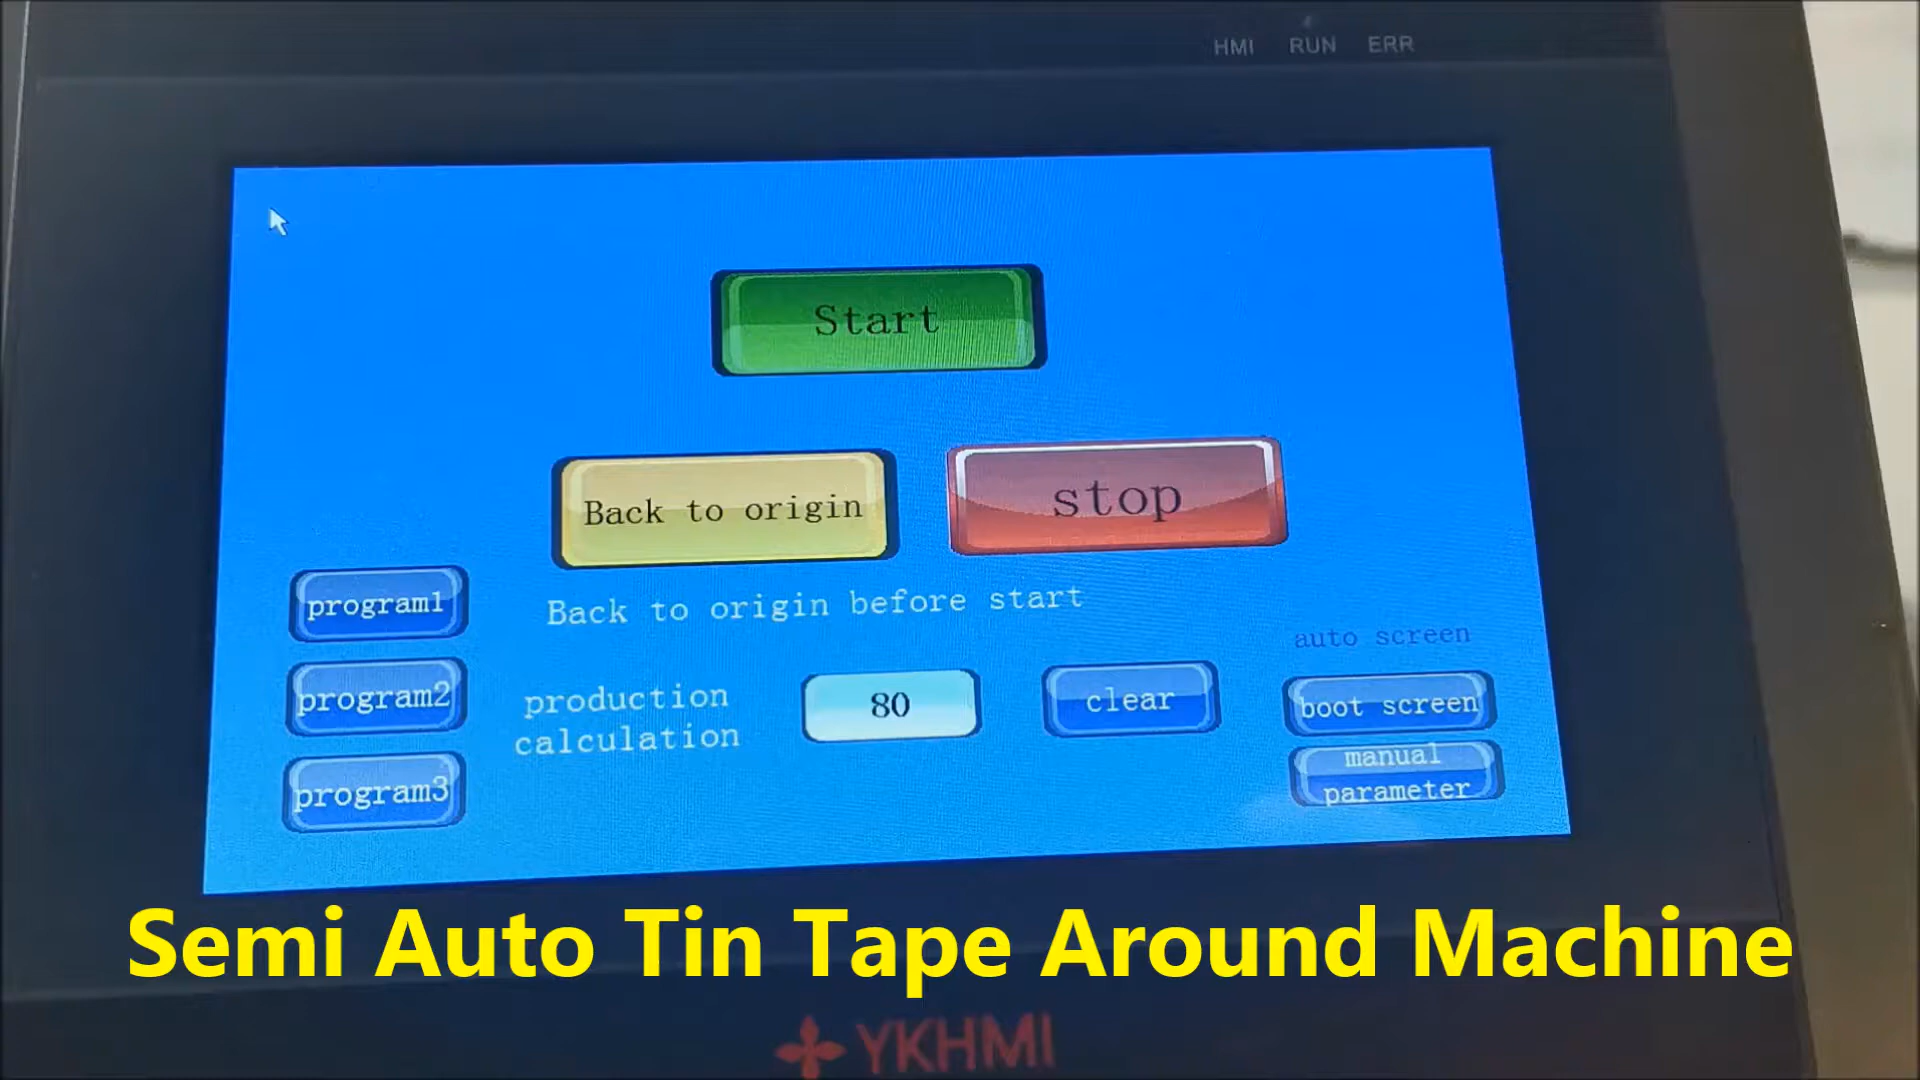 HMI RUN ERR
Start
Back to origin
stop
program1
Back to origin before start
auto screen
program2
production
calculation
80
clear
boot screen
program3
manual
parameter
Semi Auto Tin Tape Around Machine
YKHMI